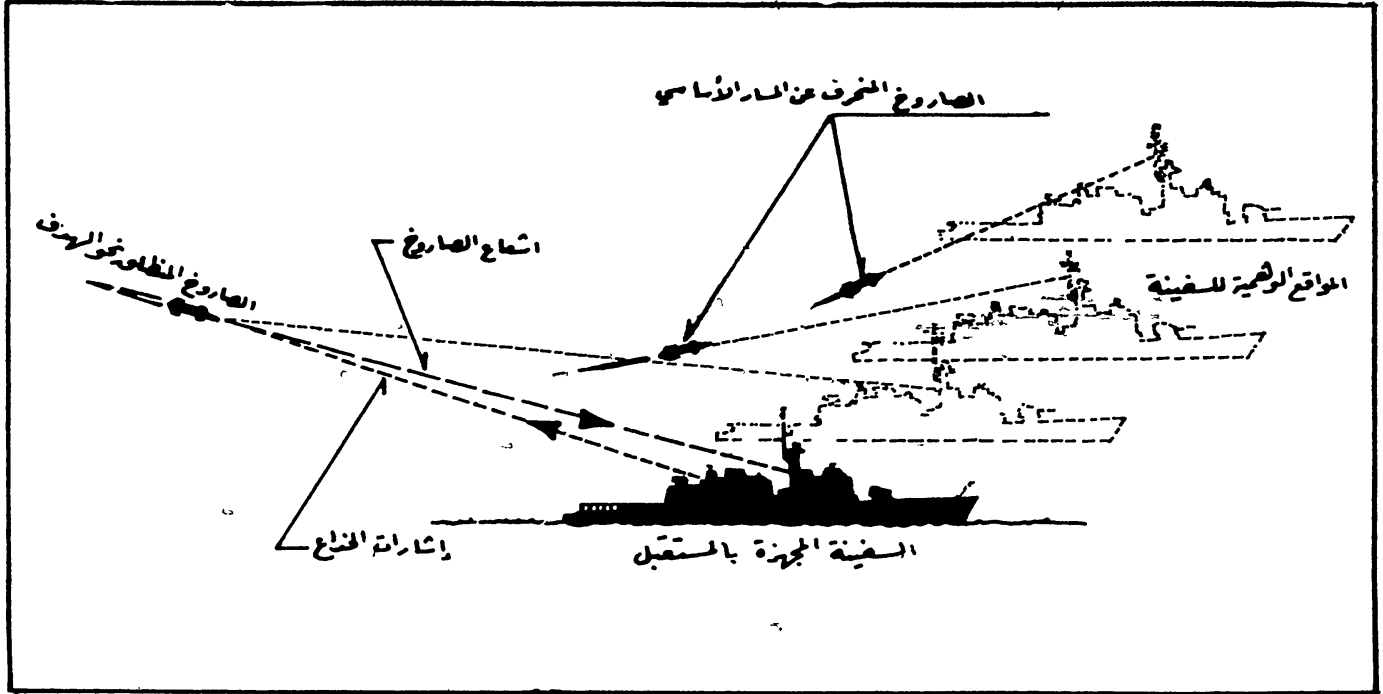 الصاروخ المنحرف عن المسار الأساسي
الصاروخ المنطلق نحو الهدف
اشعاع الصاروخ
المواقع الوهمية للسفينة
إشارات الخداع
السفينة المجهزة بالمستقبل